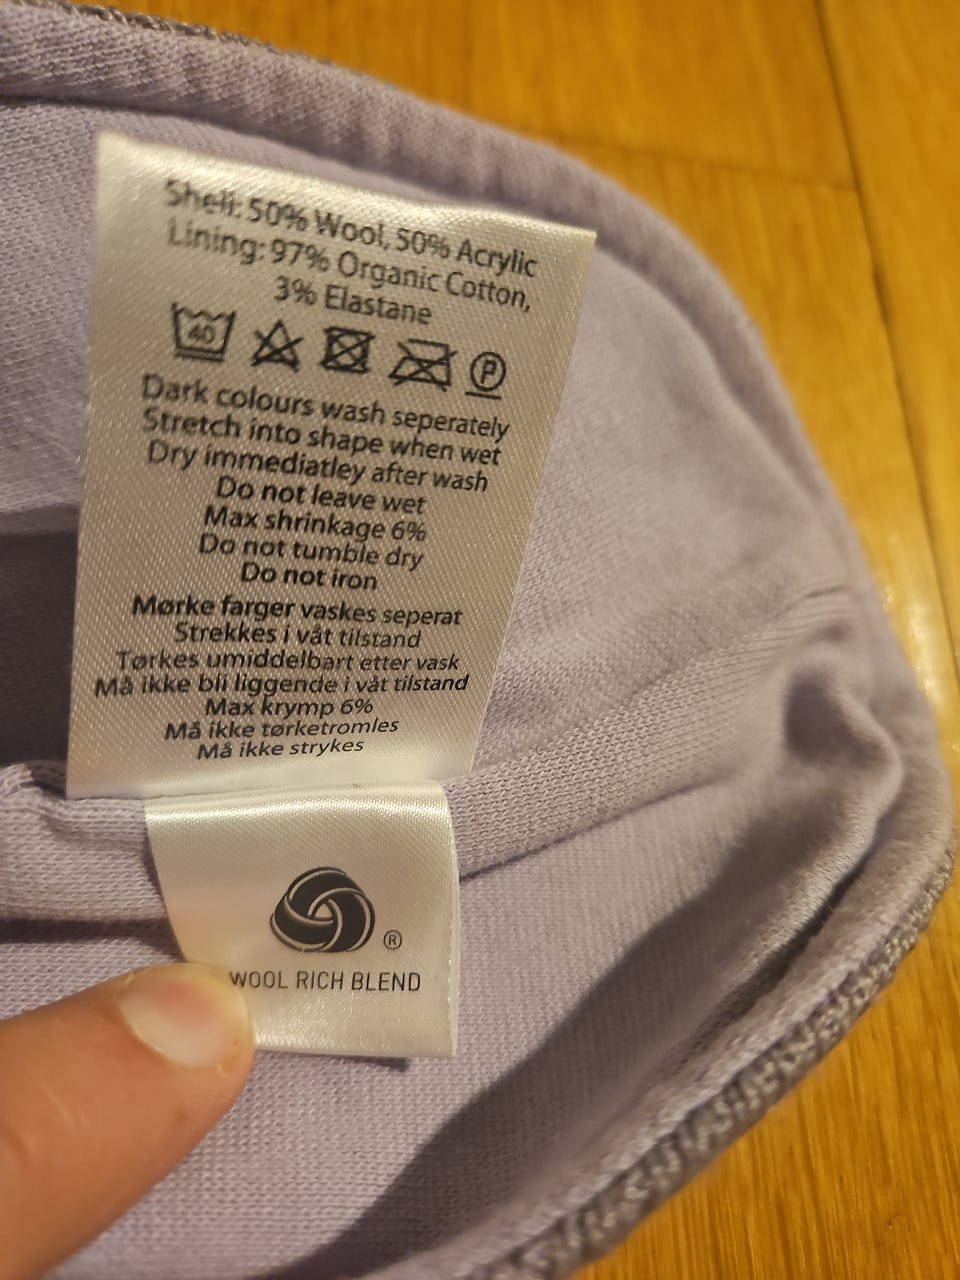 Shell: 50% Wool, 50% Acrylic
Lining: 97% Organic Cotton,
3% Elastane
40 P
Dark colours wash seperately
Stretch into shape when wet
Dry immediatley after wash
Do not leave wet
Max shrinkage 6%
Do not tumble dry
Do not iron
Mørke farger vaskes seperat
Strekkes i våt tilstand
Tørkes umiddelbart etter vask
Må ikke bli liggende i våt tilstand
Max krymp 6%
Må ikke tørketromles
Må ikke strykes
®
WOOL RICH BLEND